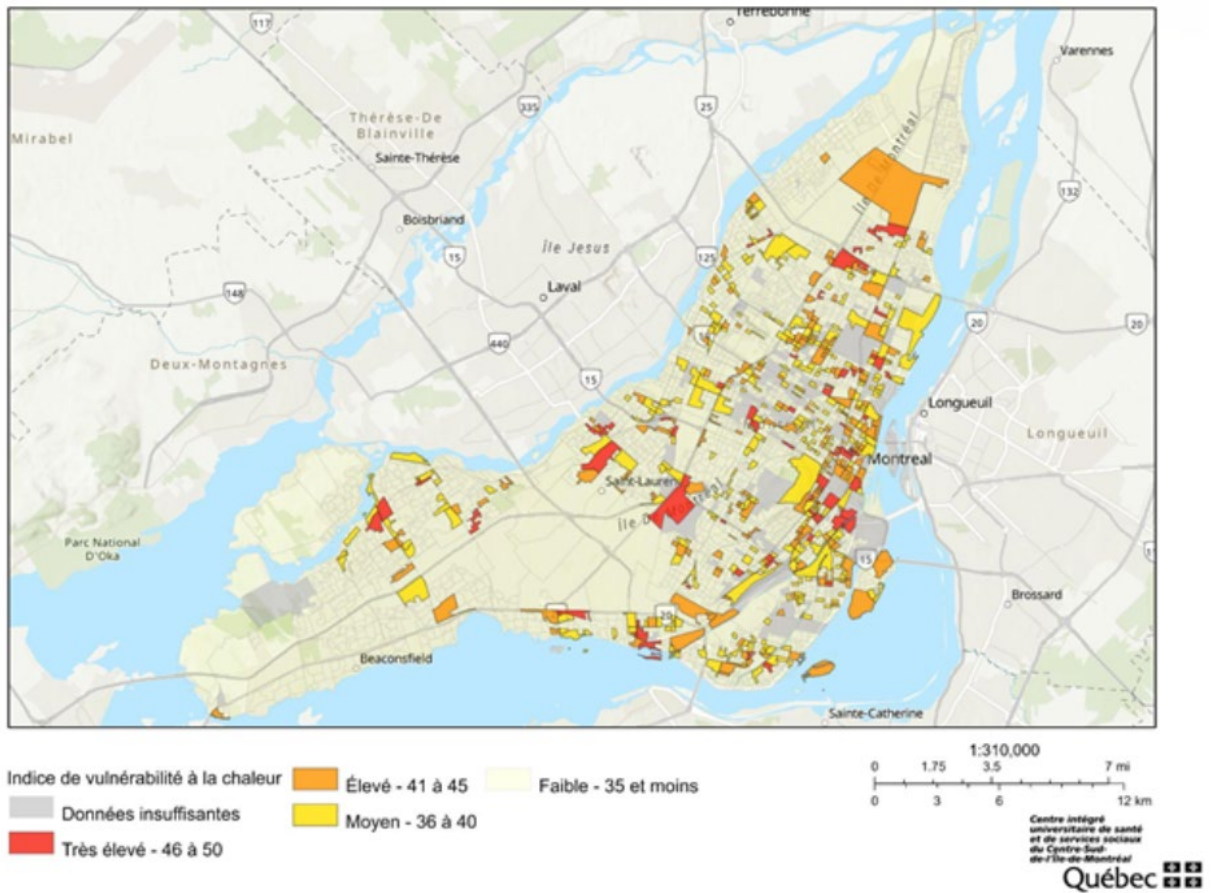 Terrebonne
117
Varennes
25
335
Thérèse-De
Blainville
Mirabel
Sainte-Thérèse
Île De Montréal
132
Boisbriand
15
Île Jesus
125
148
Laval
20
20
440
Deux-Montagnes
15
Longueuil
Longueuil
Montreal
Saint-Lauren
Île De Montréal
Parc National
D'Oka
15
Brossard
20
Beaconsfield
Sainte-Catherine
1:310,000
0 1.75 3.5 7 mi
0 3 6 12 km
Indice de vulnérabilité à la chaleur
Données insuffisantes
Très élevé - 46 à 50
Élevé - 41 à 45
Moyen - 36 à 40
Faible - 35 et moins
Centre intégré
universitaire de santé
et de services sociaux
du Centre-Sud-
de-l'Île-de-Montréal
Québec